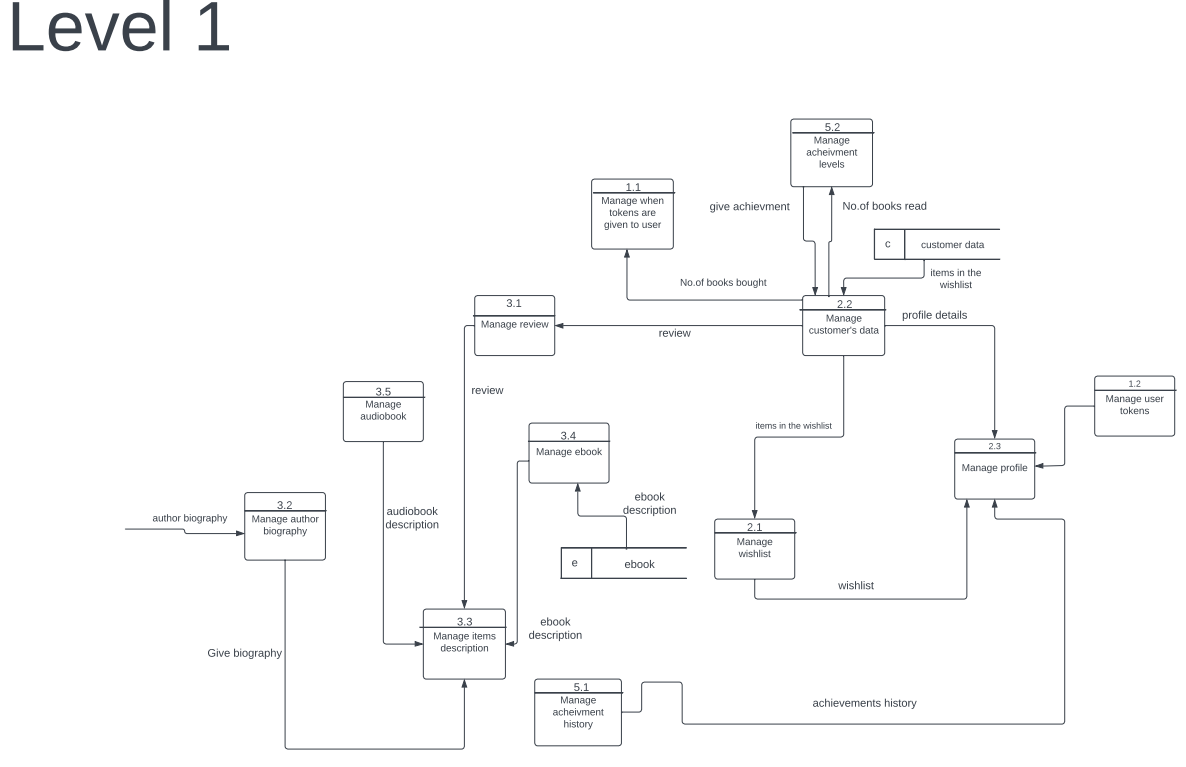 Level 1
5.2
Manage
acheivment
levels
1.1
Manage when
tokens are
given to user
give achievment
No.of books read
c
customer data
items in the
wishlist
No.of books bought
2.2
Manage
customer's data
profile details
3.1
Manage review
review
review
3.5
Manage
audiobook
1.2
Manage user
tokens
3.4
Manage ebook
items in the wishlist
2.3
Manage profile
3.2
Manage author
biography
author biography
audiobook
description
ebook
description
2.1
Manage
wishlist
e
ebook
wishlist
3.3
Manage items
description
ebook
description
Give biography
5.1
Manage
acheivment
history
achievements history